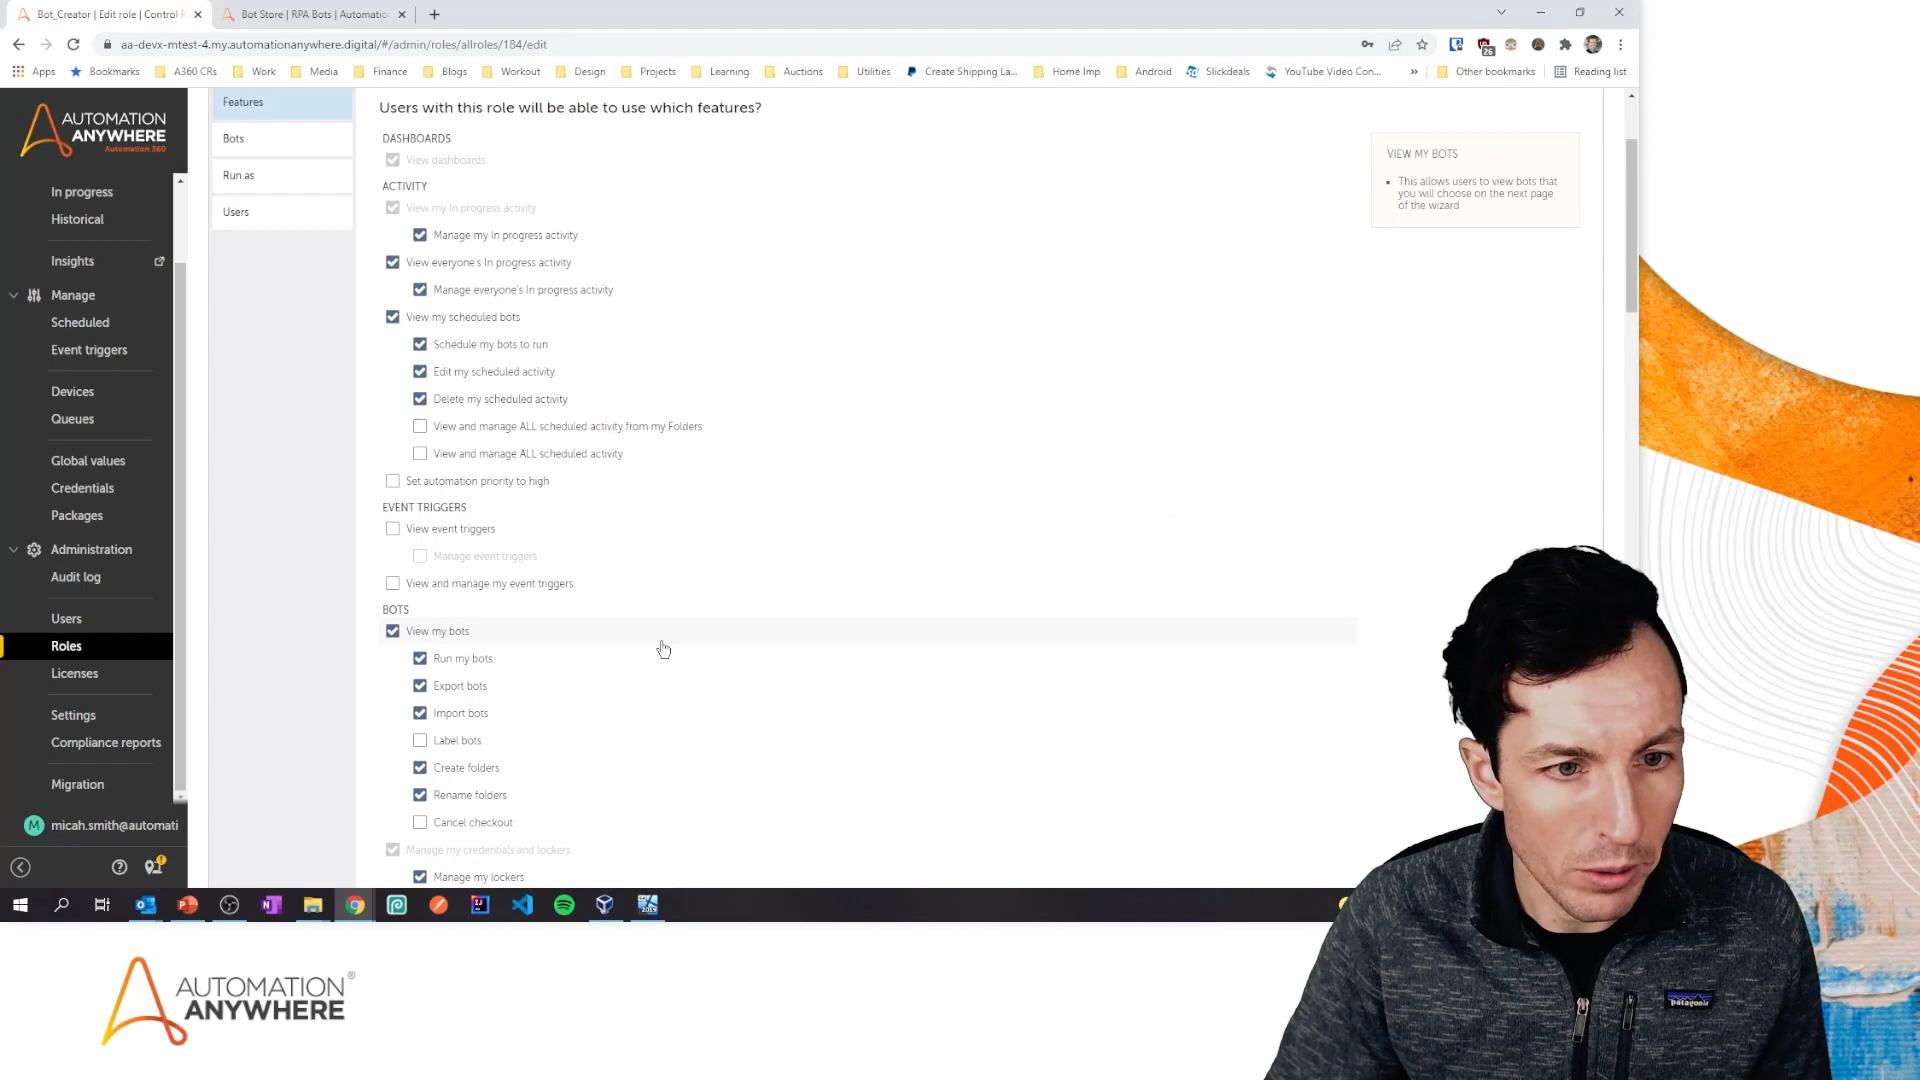 Bot_Creator | Edit role | Control R
Bot Store | RPA Bots | Automatio
aa-devx-mtest-4.my.automationanywhere.digital/#/admin/roles/allroles/184/edit
26
Apps
Bookmarks
A360 CRs
Work
Media
Finance
Blogs
Workout
Design
Projects
Learning
Auctions
Utilities
Create Shipping La...
Home Imp
Android
Slickdeals
YouTube Video Con...
»
Other bookmarks
Reading list
AUTOMATION
ANYWHERE
Automation 360
In progress
Historical
Insights
Manage
Scheduled
Event triggers
Devices
Queues
Global values
Credentials
Packages
Administration
Audit log
Users
Roles
Licenses
Settings
Compliance reports
Migration
M micah.smith@automati
Features
Bots
Run as
Users
Users with this role will be able to use which features?
DASHBOARDS
View dashboards
ACTIVITY
View my In progress activity
Manage my In progress activity
View everyone's In progress activity
Manage everyone's In progress activity
View my scheduled bots
Schedule my bots to run
Edit my scheduled activity
Delete my scheduled activity
View and manage ALL scheduled activity from my Folders
View and manage ALL scheduled activity
Set automation priority to high
EVENT TRIGGERS
View event triggers
Manage event triggers
View and manage my event triggers
BOTS
View my bots
Run my bots
Export bots
Import bots
Label bots
Create folders
Rename folders
Cancel checkout
Manage my credentials and lockers
Manage my lockers
VIEW MY BOTS
This allows users to view bots that
you will choose on the next page
of the wizard
AUTOMATION®
ANYWHERE
patagonia